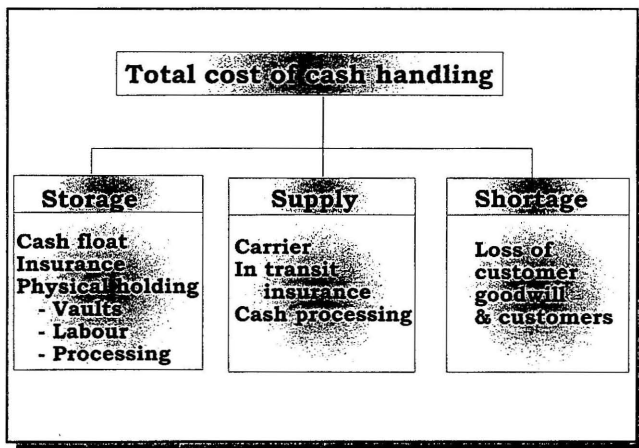 Total cost of cash handling
Storage
Cash float
Insurance
Physical holding
- Vaults
- Labour
- Processing
Supply
Carrier
In transit
insurance
Cash processing
Shortage
Loss of
customer
goodwill
& customers